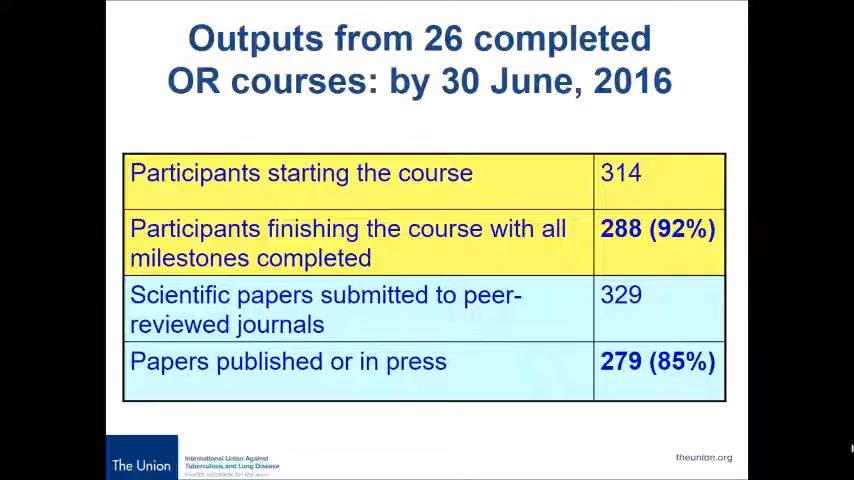 Outputs from 26 completed
OR courses: by 30 June, 2016
Participants starting the course 314
Participants finishing the course with all 288 (92%)
milestones completed
Scientific papers submitted to peer- 329
reviewed journals
Papers published or in press 279 (85%)
The Union
International Union Against
Tuberculosis and Lung Disease
theunion.org